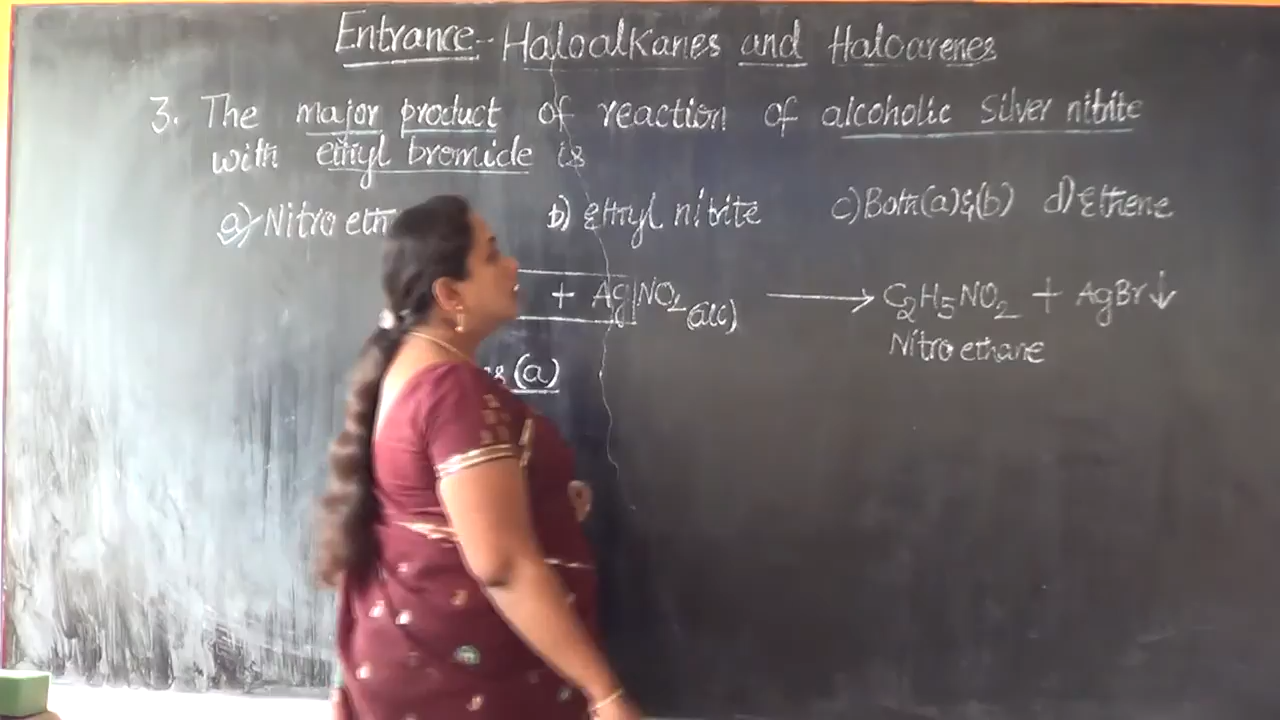 Entrance - Haloalkanes and Haloarenes
3. The major product of reaction of alcoholic Silver nitrite
with ethyl bromide is
a) Nitro eth b) ethyl nitrite c) Both (a) & (b) d) Ethene
+ AgNO₂(alc) ⟶ C₂H₅NO₂ + AgBr↓
Nitro ethane
(a)